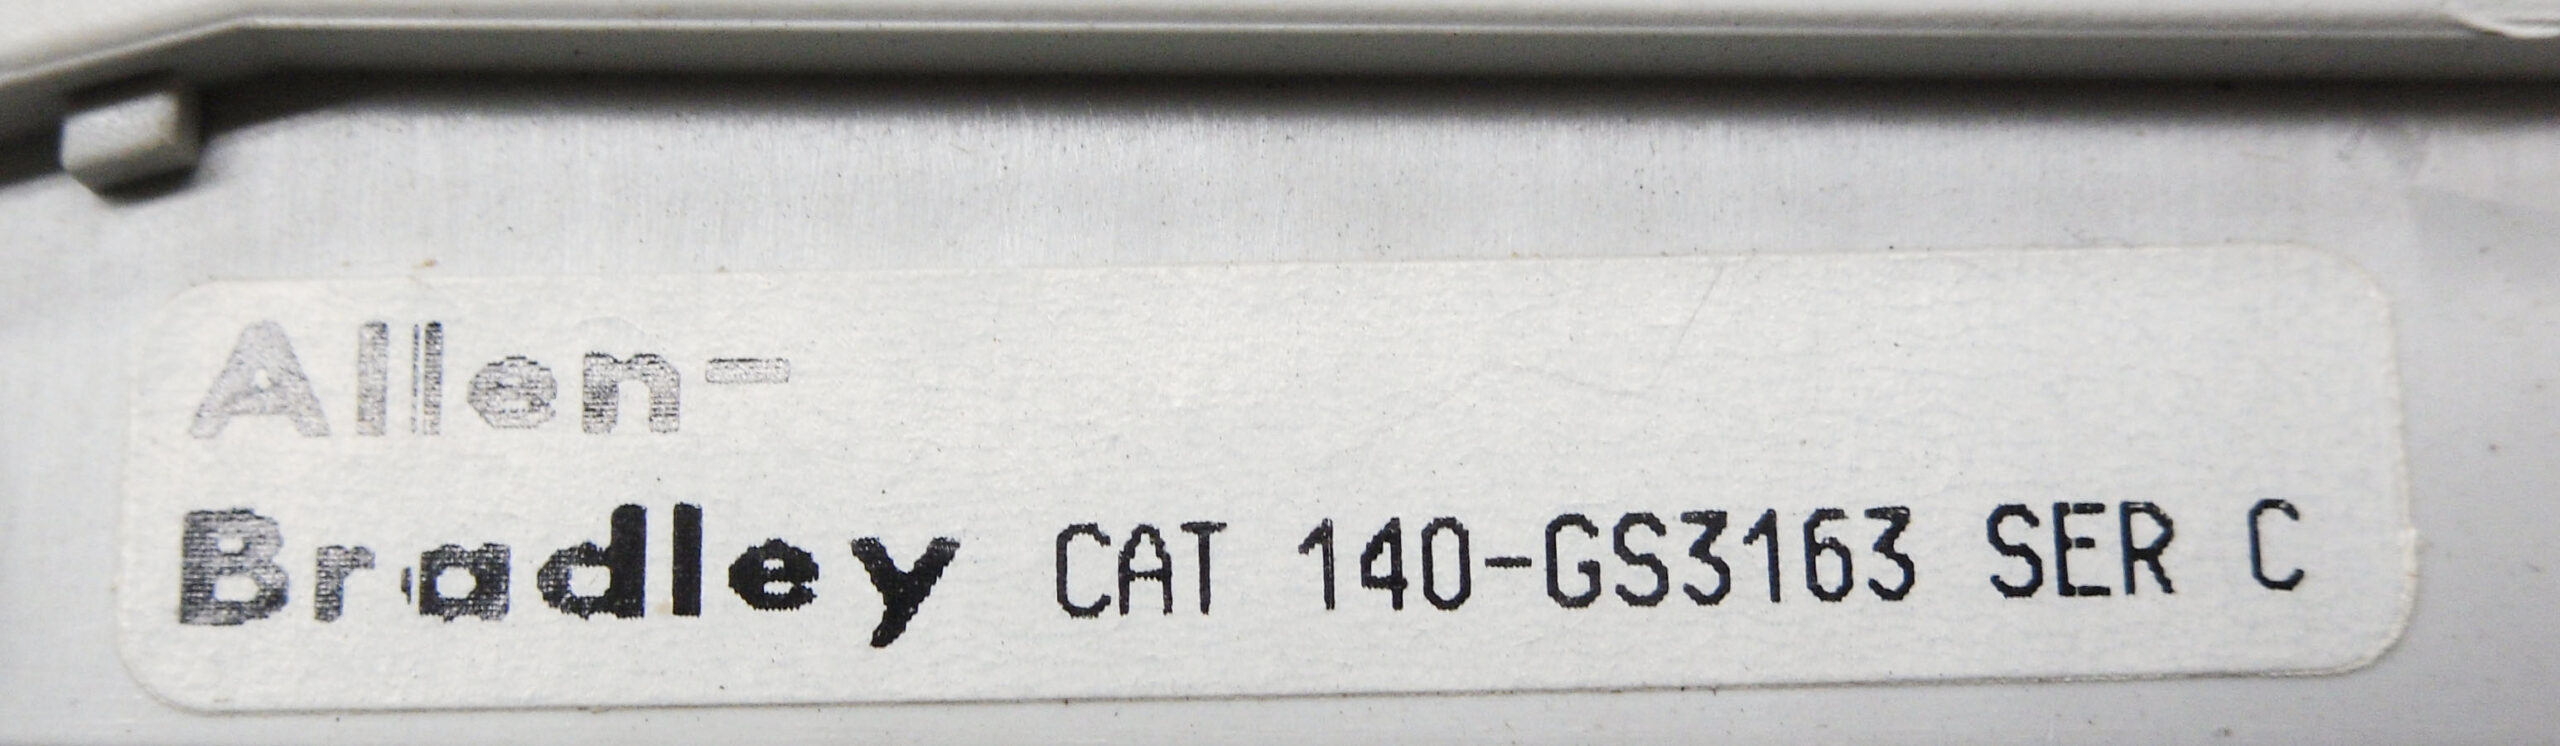 Allen-
Bradley CAT 140-GS3163 SER C